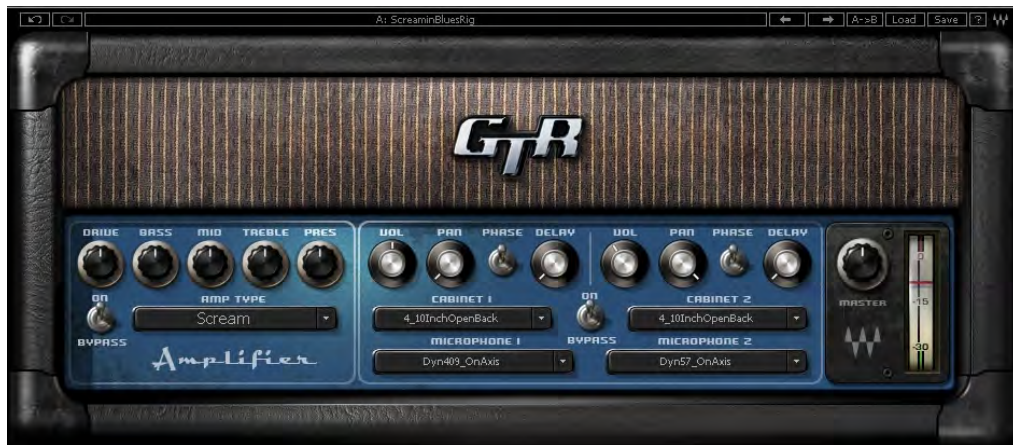 A: ScreaminBluesRig A->B Load Save ?
GTR
DRIVE BASS MID TREBLE PRES VOL PAN PHASE DELAY VOL PAN PHASE DELAY
0
ON AMP TYPE CABINET 1 ON CABINET 2 MASTER -15
Scream 4_10InchOpenBack 4_10InchOpenBack
BYPASS MICROPHONE 1 BYPASS MICROPHONE 2 -30
Amplifier Dyn409_OnAxis Dyn57_OnAxis